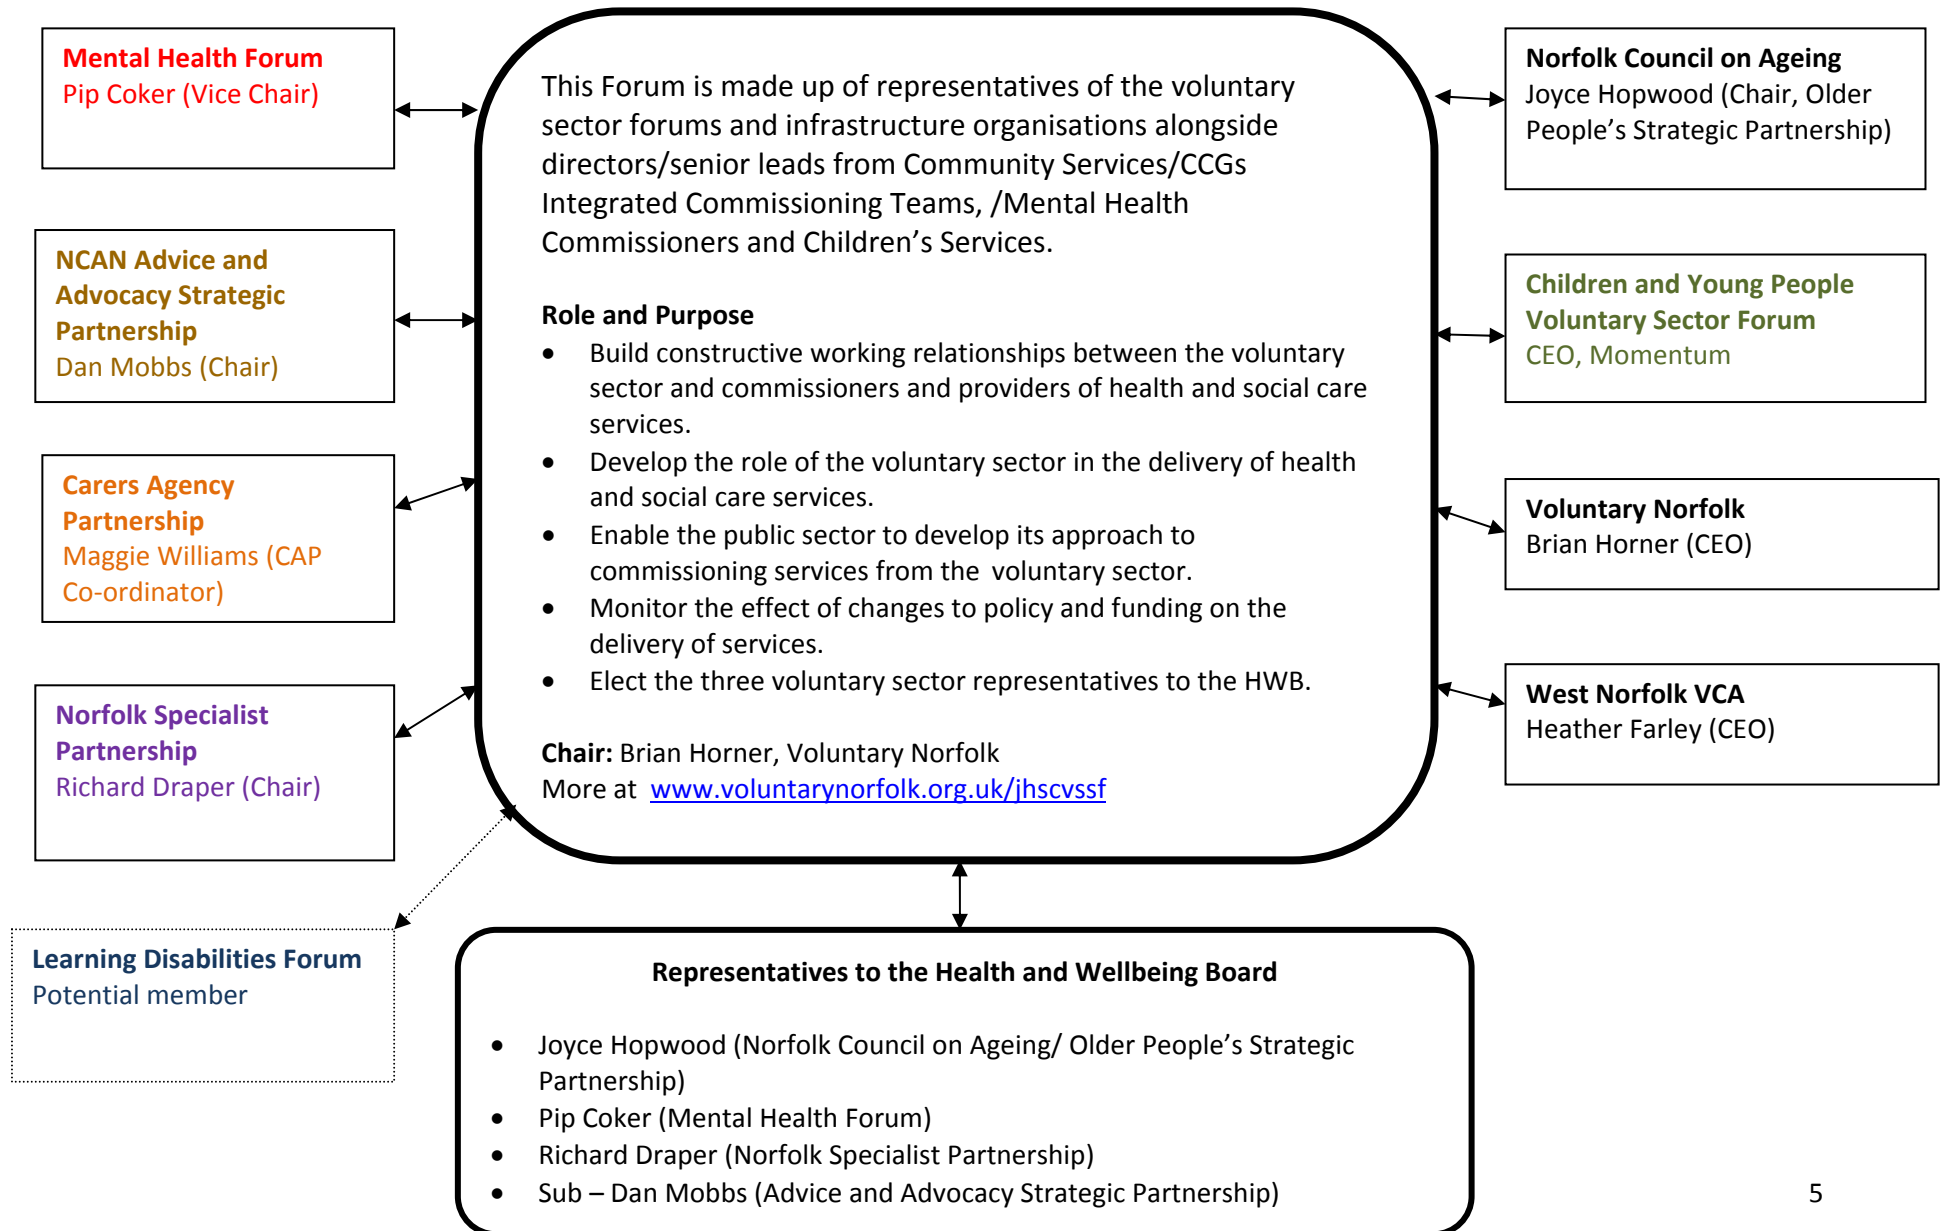 Mental Health Forum
Pip Coker (Vice Chair)
NCAN Advice and
Advocacy Strategic
Partnership
Dan Mobbs (Chair)
Carers Agency
Partnership
Maggie Williams (CAP
Co-ordinator)
Norfolk Specialist
Partnership
Richard Draper (Chair)
Learning Disabilities Forum
Potential member
This Forum is made up of representatives of the voluntary
sector forums and infrastructure organisations alongside
directors/senior leads from Community Services/CCGs
Integrated Commissioning Teams, /Mental Health
Commissioners and Children’s Services.
Role and Purpose
• Build constructive working relationships between the voluntary
sector and commissioners and providers of health and social care
services.
• Develop the role of the voluntary sector in the delivery of health
and social care services.
• Enable the public sector to develop its approach to
commissioning services from the voluntary sector.
• Monitor the effect of changes to policy and funding on the
delivery of services.
• Elect the three voluntary sector representatives to the HWB.
Chair: Brian Horner, Voluntary Norfolk
More at www.voluntarynorfolk.org.uk/jhscvssf
Norfolk Council on Ageing
Joyce Hopwood (Chair, Older
People’s Strategic Partnership)
Children and Young People
Voluntary Sector Forum
CEO, Momentum
Voluntary Norfolk
Brian Horner (CEO)
West Norfolk VCA
Heather Farley (CEO)
Representatives to the Health and Wellbeing Board
• Joyce Hopwood (Norfolk Council on Ageing/ Older People’s Strategic
Partnership)
• Pip Coker (Mental Health Forum)
• Richard Draper (Norfolk Specialist Partnership)
• Sub – Dan Mobbs (Advice and Advocacy Strategic Partnership)
5